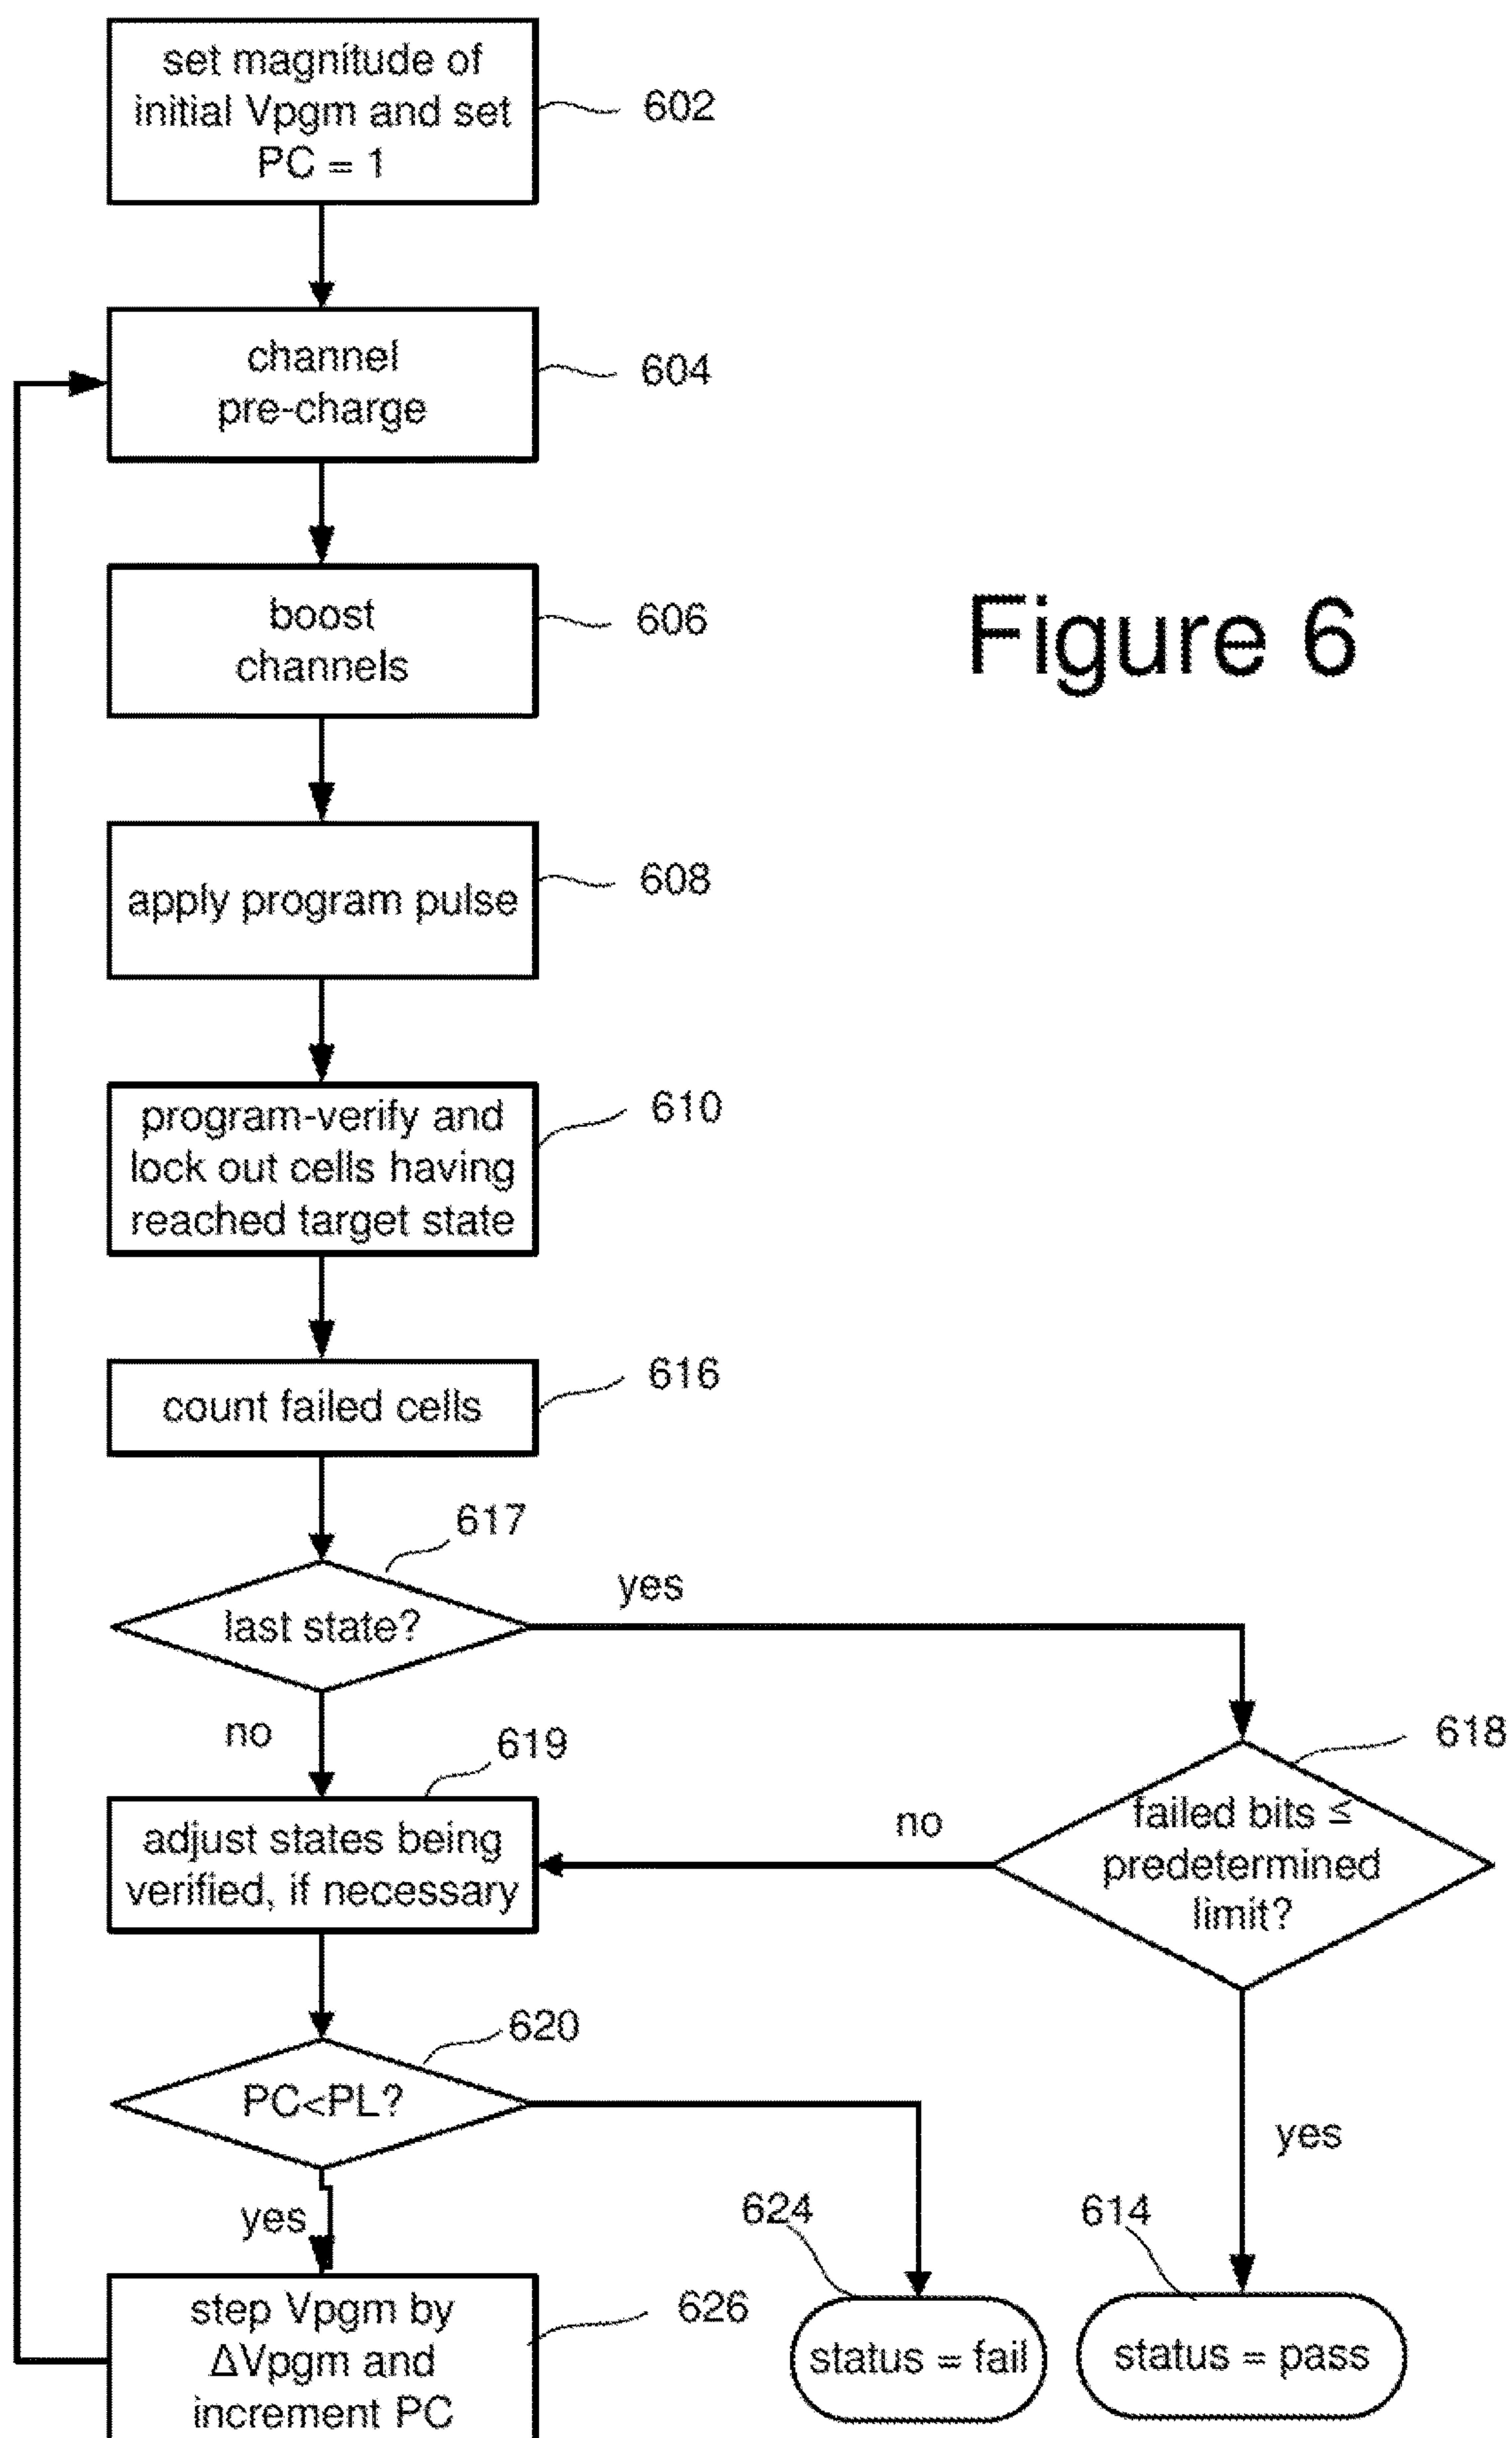 set magnitude of
initial Vpgm and set
PC = 1
602
channel
pre-charge
604
boost
channels
606
Figure 6
apply program pulse
608
program-verify and
lock out cells having
reached target state
610
count failed cells
616
last state?
617
yes
no
adjust states being
verified, if necessary
619
no
failed bits ≤
predetermined
limit?
618
PC<PL?
620
yes
yes
step Vpgm by
ΔVpgm and
increment PC
626
624
status = fail
614
status = pass